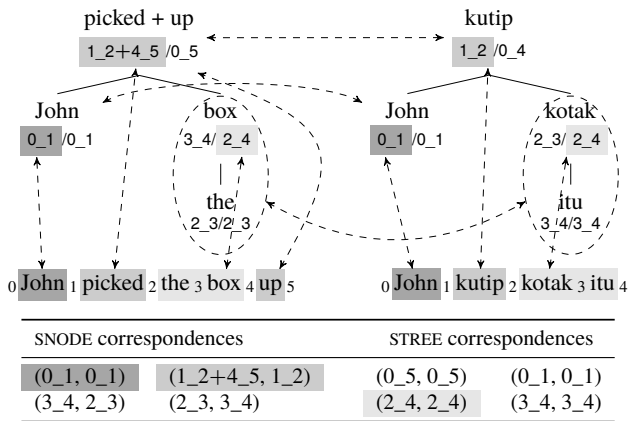 picked + up kutip
1_2+4_5/0_5 1_2/0_4
John box John kotak
0_1/0_1 3_4/2_4 0_1/0_1 2_3/2_4
the itu
2_3/2_3 3_4/3_4
0 John 1 picked 2 the 3 box 4 up 5 0 John 1 kutip 2 kotak 3 itu 4
SNODE correspondences STREE correspondences
(0_1, 0_1) (1_2+4_5, 1_2) (0_5, 0_5) (0_1, 0_1)
(3_4, 2_3) (2_3, 3_4) (2_4, 2_4) (3_4, 3_4)